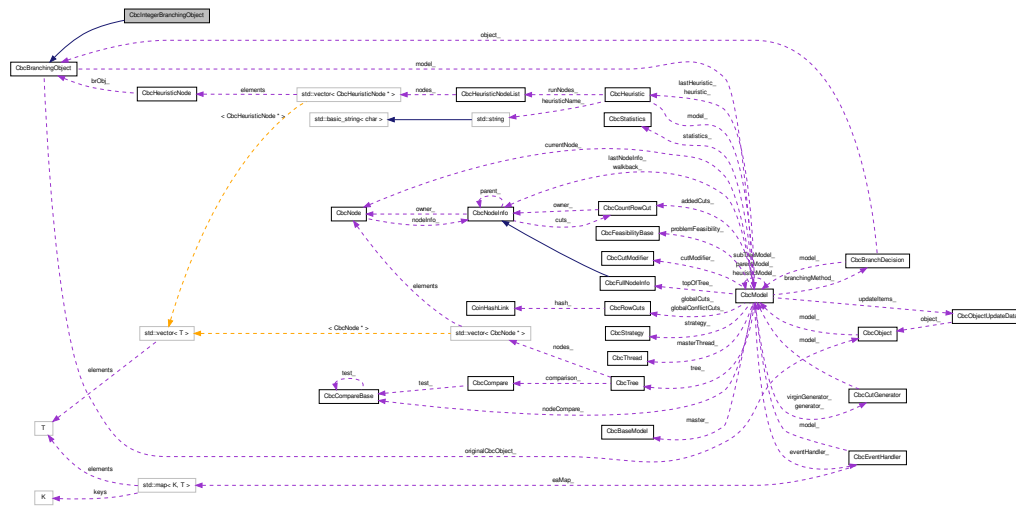 CbcIntegerBranchingObject
object_
CbcBranchingObject
model_
brObj_
CbcHeuristicNode
elements
std::vector< CbcHeuristicNode * >
nodes_
CbcHeuristicNodeList
runNodes_
CbcHeuristic
lastHeuristic_
heuristic_
heuristicName_
model_
< CbcHeuristicNode * >
std::basic_string< char >
std::string
CbcStatistics
statistics_
currentNode_
lastNodeInfo_
walkback_
parent_
CbcNode
owner_
nodeInfo_
CbcNodeInfo
owner_
cuts_
CbcCountRowCut
addedCuts_
CbcFeasibilityBase
problemFeasibility_
CbcCutModifier
cutModifier_
parentModel_
heuristicModel_
model_
branchingMethod_
CbcBranchDecision
CbcFullNodeInfo
topOfTree_
CbcModel
elements
CoinHashLink
hash_
CbcRowCuts
globalCuts_
globalConflictCuts_
updateItems_
CbcObjectUpdateData
model_
object_
CbcObject
std::vector< T >
< CbcNode * >
std::vector< CbcNode * >
CbcStrategy
strategy_
masterThread_
model_
nodes_
CbcThread
elements
tree_
test_
CbcCompareBase
test_
CbcCompare
comparison_
CbcTree
virginGenerator_
generator_
CbcCutGenerator
nodeCompare_
T
CbcBaseModel
master_
model_
originalCbcObject_
eventHandler_
CbcEventHandler
elements
eaMap_
keys
K
std::map< K, T >